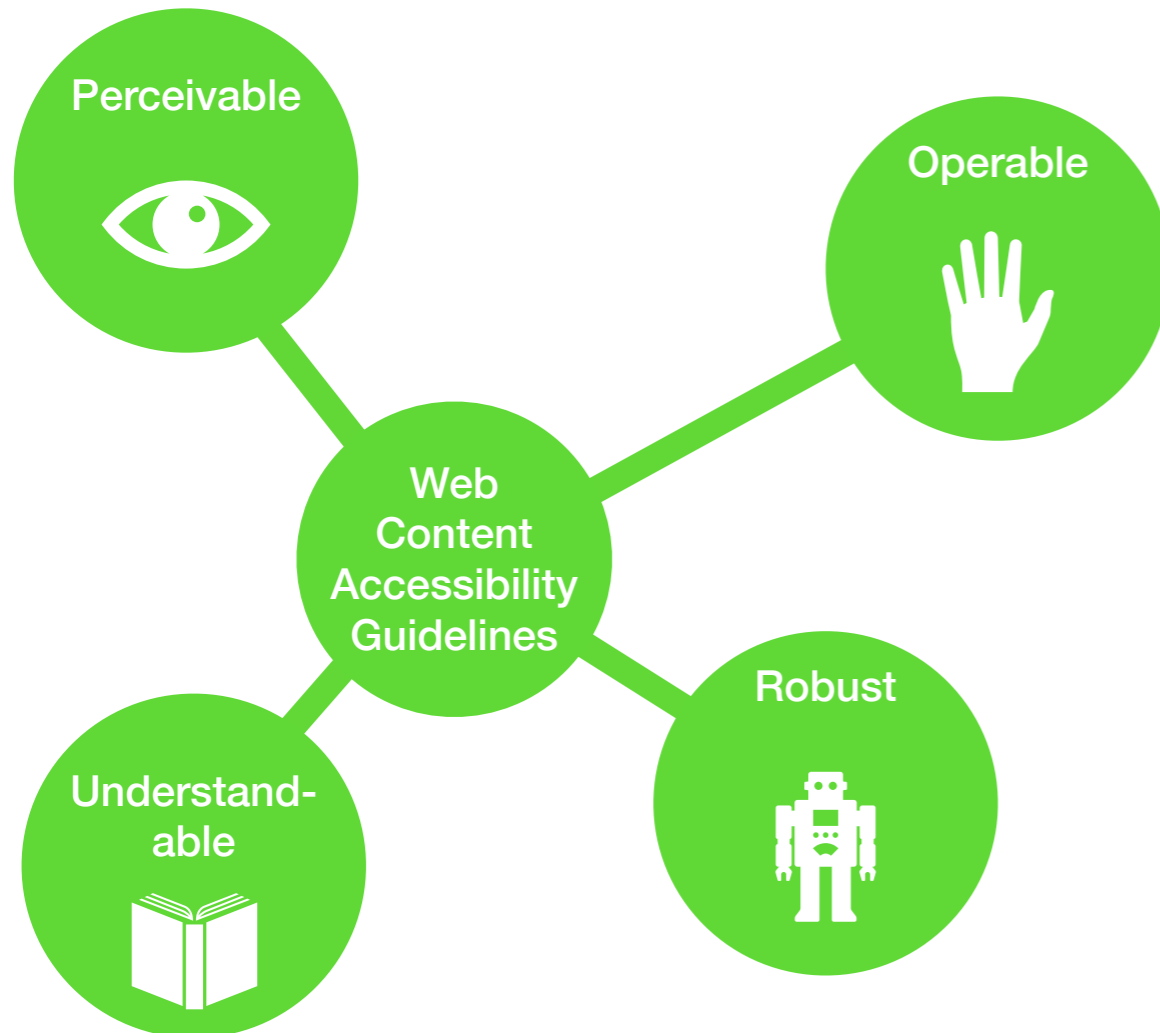 Perceivable
Operable
Web
Content
Accessibility
Guidelines
Robust
Understand-
able